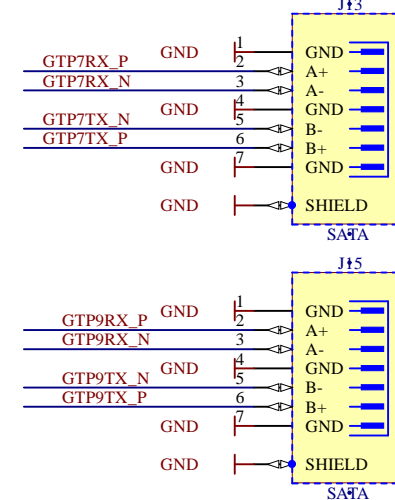 J13
GND 1 GND
GTP7RX_P 2 A+
GTP7RX_N 3 A-
GND 4 GND
GTP7TX_N 5 B-
GTP7TX_P 6 B+
GND 7 GND
GND SHIELD
SATA
J15
GND 1 GND
GTP9RX_P 2 A+
GTP9RX_N 3 A-
GND 4 GND
GTP9TX_N 5 B-
GTP9TX_P 6 B+
GND 7 GND
GND SHIELD
SATA